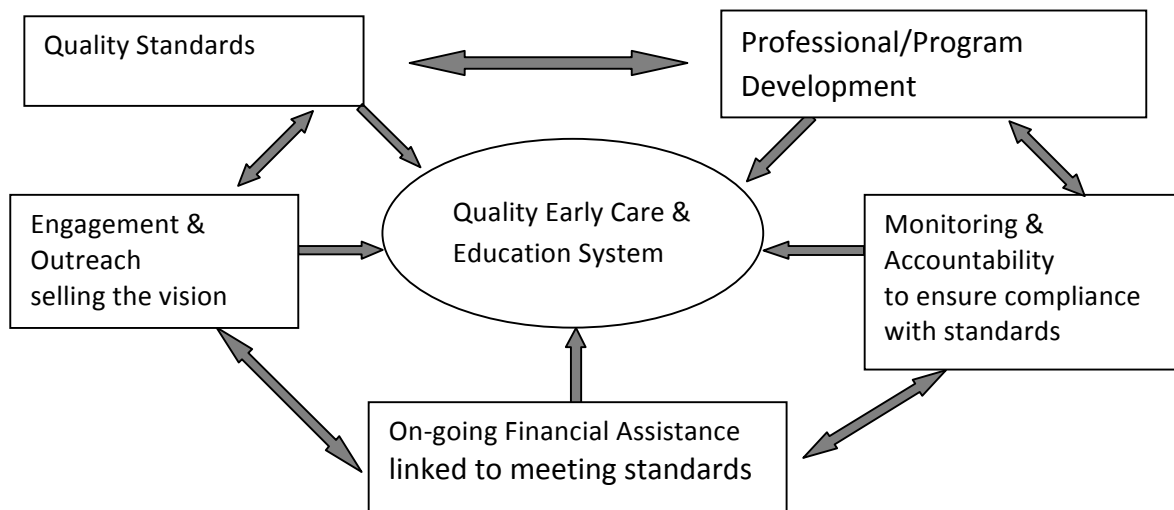 Quality Standards
Professional/Program
Development
Quality Early Care &
Education System
Engagement &
Outreach
selling the vision
Monitoring &
Accountability
to ensure compliance
with standards
On-going Financial Assistance
linked to meeting standards